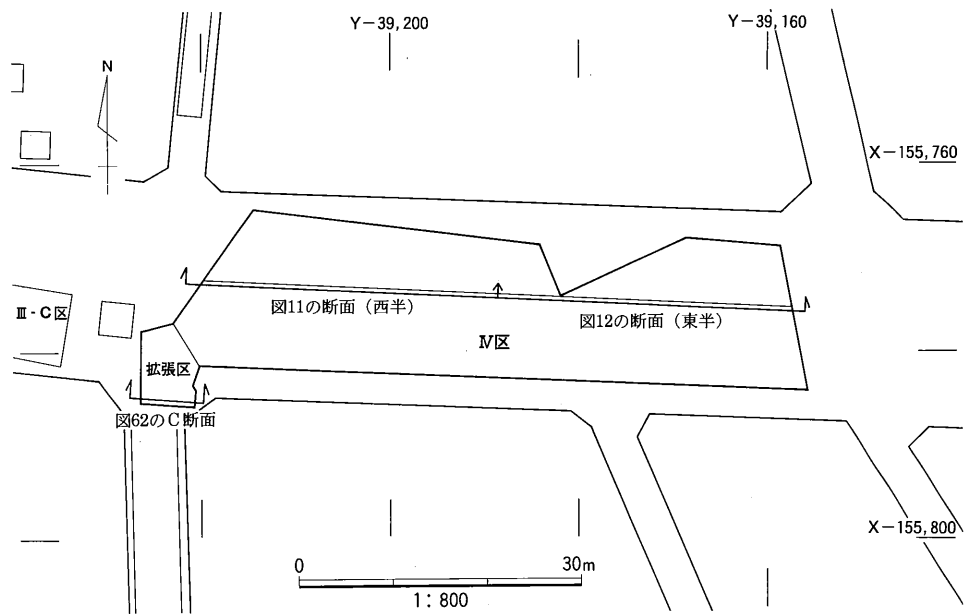 Y－39,200
Y－39,160
N
X－155,760
図11の断面（西半）
図12の断面（東半）
Ⅲ‐C区
Ⅳ区
拡張区
図62のC断面
X－155,800
0
30m
1：800